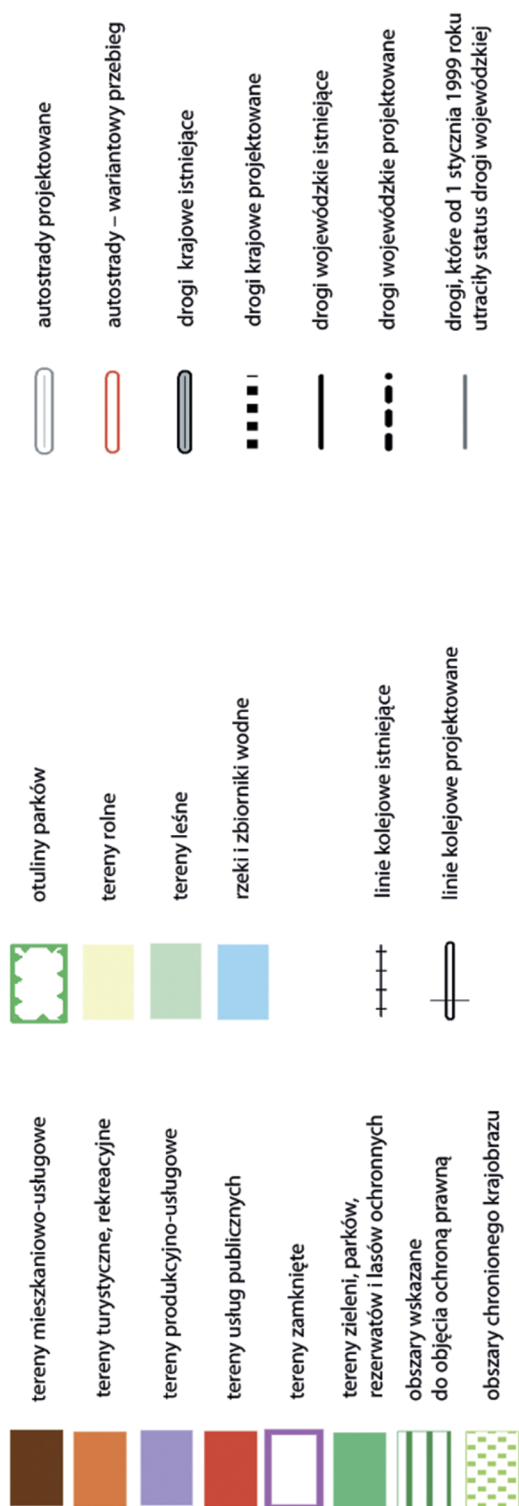 tereny mieszkaniowo-usługowe
tereny turystyczne, rekreacyjne
tereny produkcyjno-usługowe
tereny usług publicznych
tereny zamknięte
tereny zieleni, parków,
rezerwatów i lasów ochronnych
obszary wskazane
do objęcia ochroną prawną
obszary chronionego krajobrazu
otuliny parków
tereny rolne
tereny leśne
rzeki i zbiorniki wodne
linie kolejowe istniejące
linie kolejowe projektowane
autostrady projektowane
autostrady – wariantowy przebieg
drogi krajowe istniejące
drogi krajowe projektowane
drogi wojewódzkie istniejące
drogi wojewódzkie projektowane
drogi, które od 1 stycznia 1999 roku
utraciły status drogi wojewódzkiej